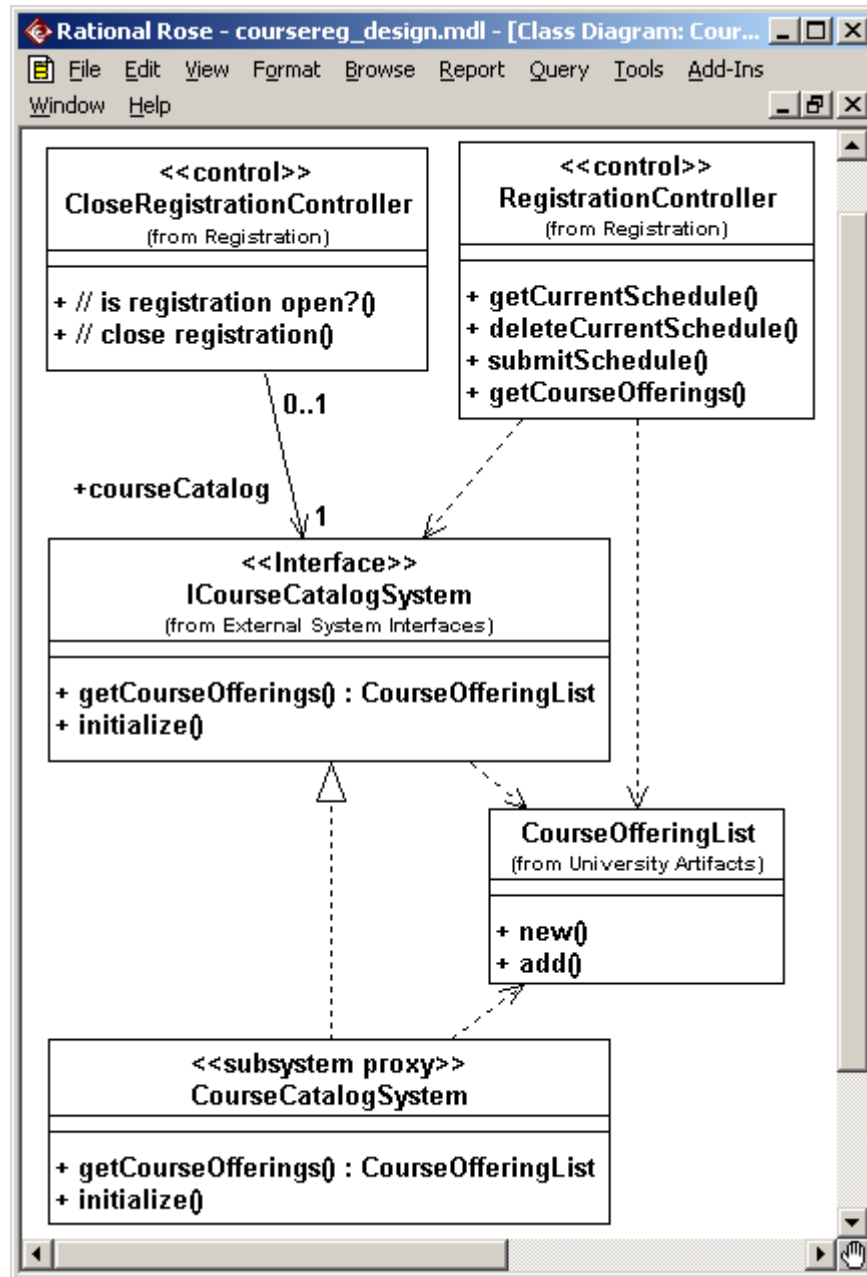 Rational Rose - coursereg_design.mdl - [Class Diagram: Cour...
File Edit View Format Browse Report Query Tools Add-Ins
Window Help
<<control>>
CloseRegistrationController
(from Registration)
+ // is registration open?()
+ // close registration()
<<control>>
RegistrationController
(from Registration)
+ getCurrentSchedule()
+ deleteCurrentSchedule()
+ submitSchedule()
+ getCourseOfferings()
0..1
+courseCatalog
1
<<Interface>>
ICourseCatalogSystem
(from External System Interfaces)
+ getCourseOfferings() : CourseOfferingList
+ initialize()
CourseOfferingList
(from University Artifacts)
+ new()
+ add()
<<subsystem proxy>>
CourseCatalogSystem
+ getCourseOfferings() : CourseOfferingList
+ initialize()